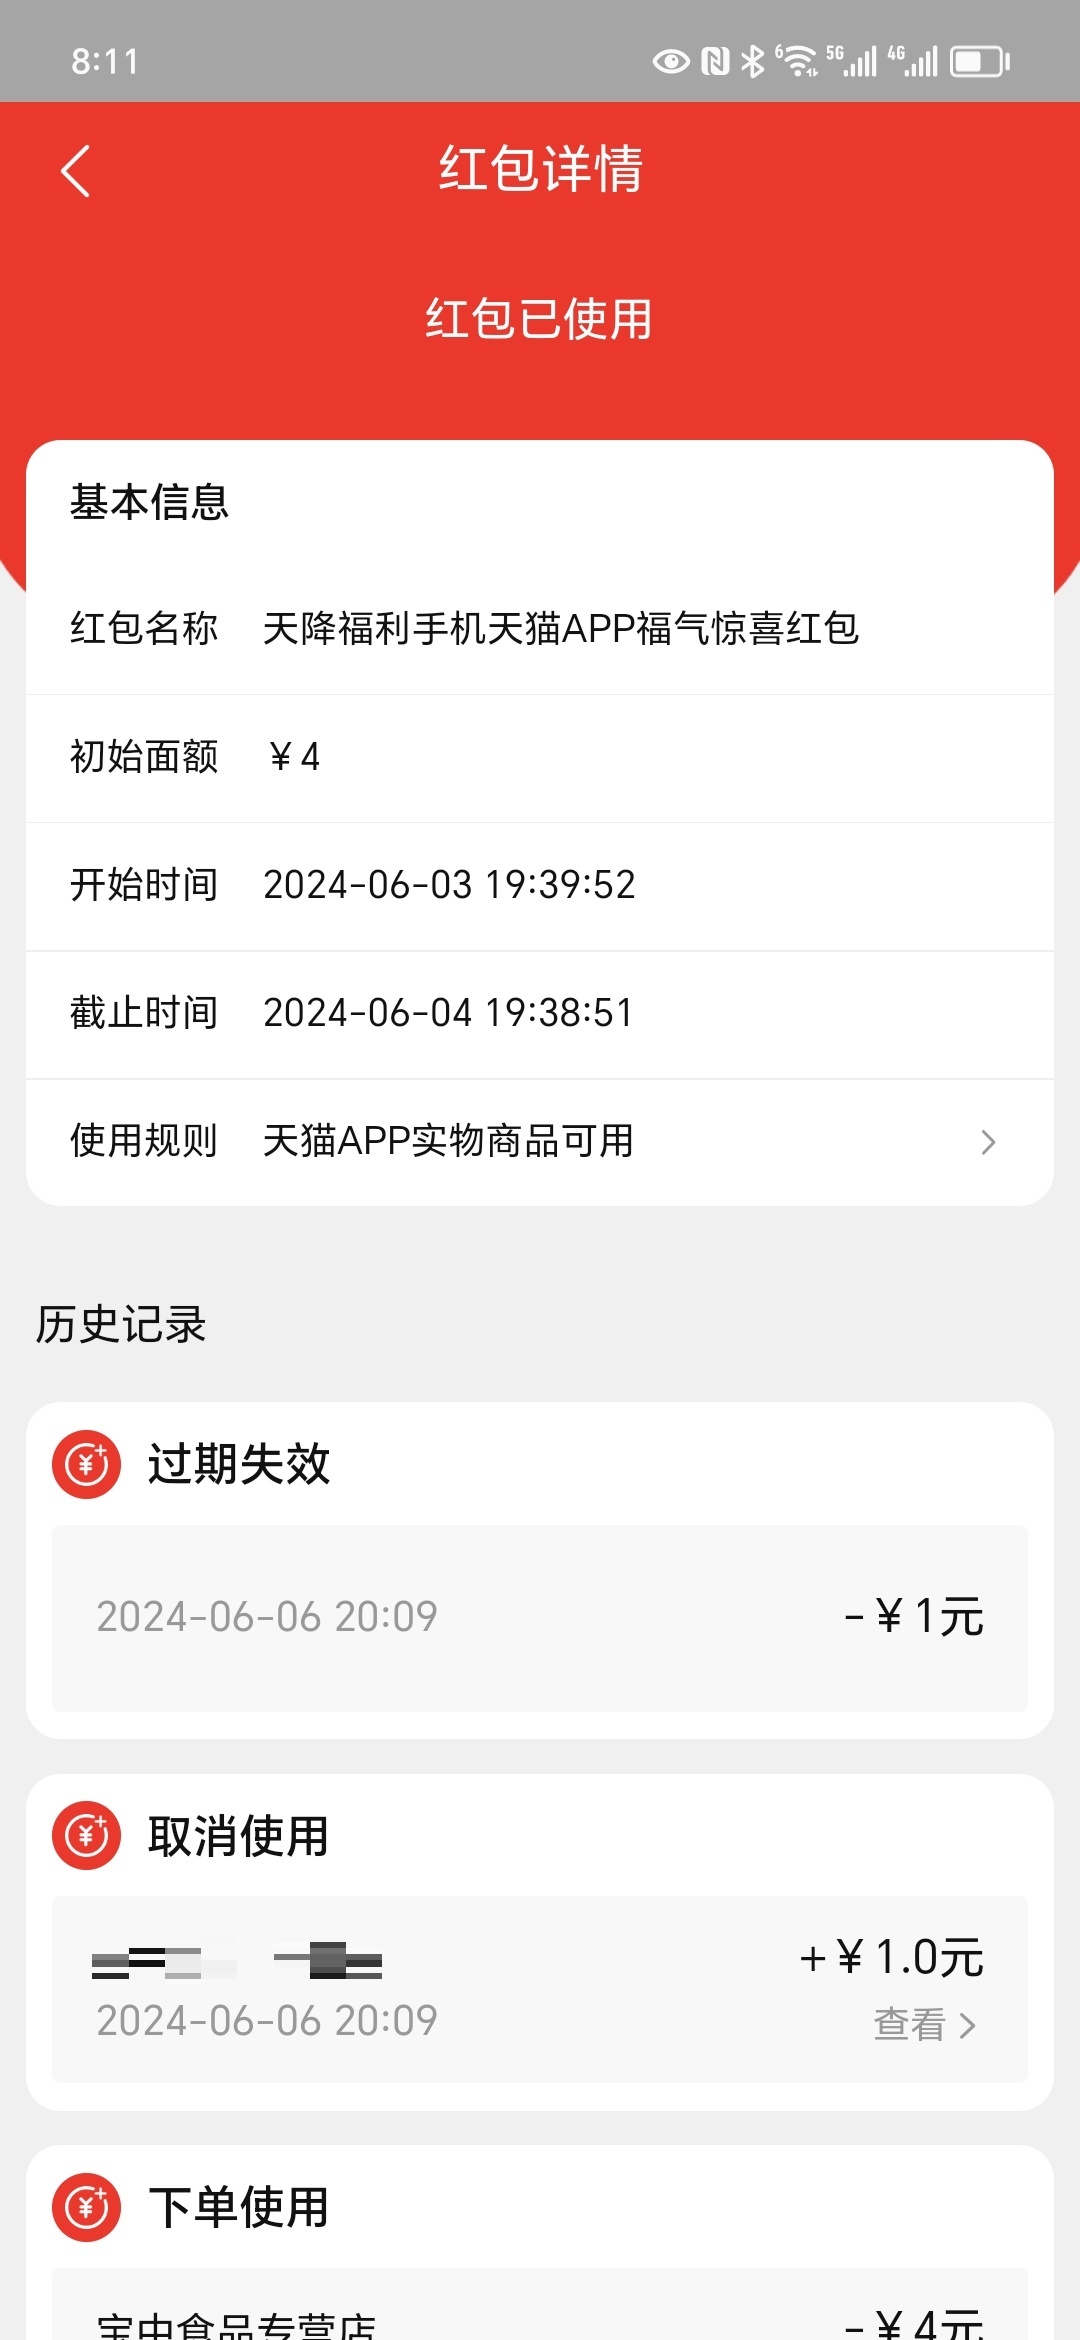 8:11
6 5G 4G
红包详情
红包已使用
基本信息
红包名称 天降福利手机天猫APP福气惊喜红包
初始面额 ¥4
开始时间 2024-06-03 19:39:52
截止时间 2024-06-04 19:38:51
使用规则 天猫APP实物商品可用
历史记录
过期失效
2024-06-06 20:09 -¥1元
取消使用
+¥1.0元
2024-06-06 20:09 查看
下单使用
宝中食品专营店 -¥4元